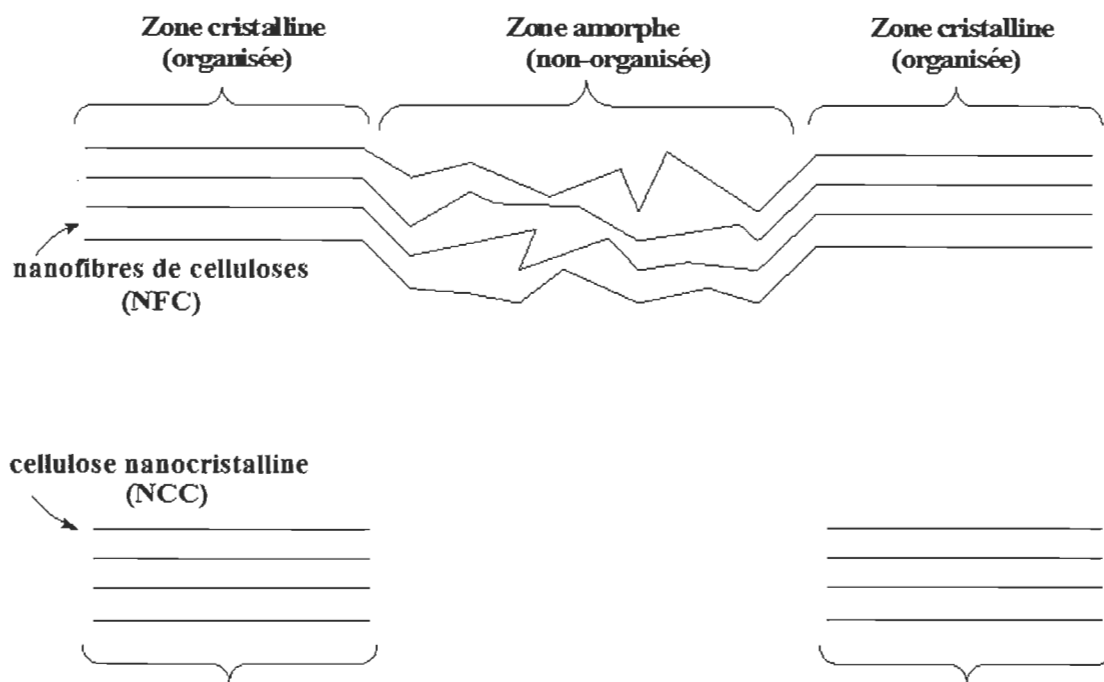 Zone cristalline
(organisée)
Zone amorphe
(non-organisée)
Zone cristalline
(organisée)
nanofibres de celluloses
(NFC)
cellulose nanocristalline
(NCC)